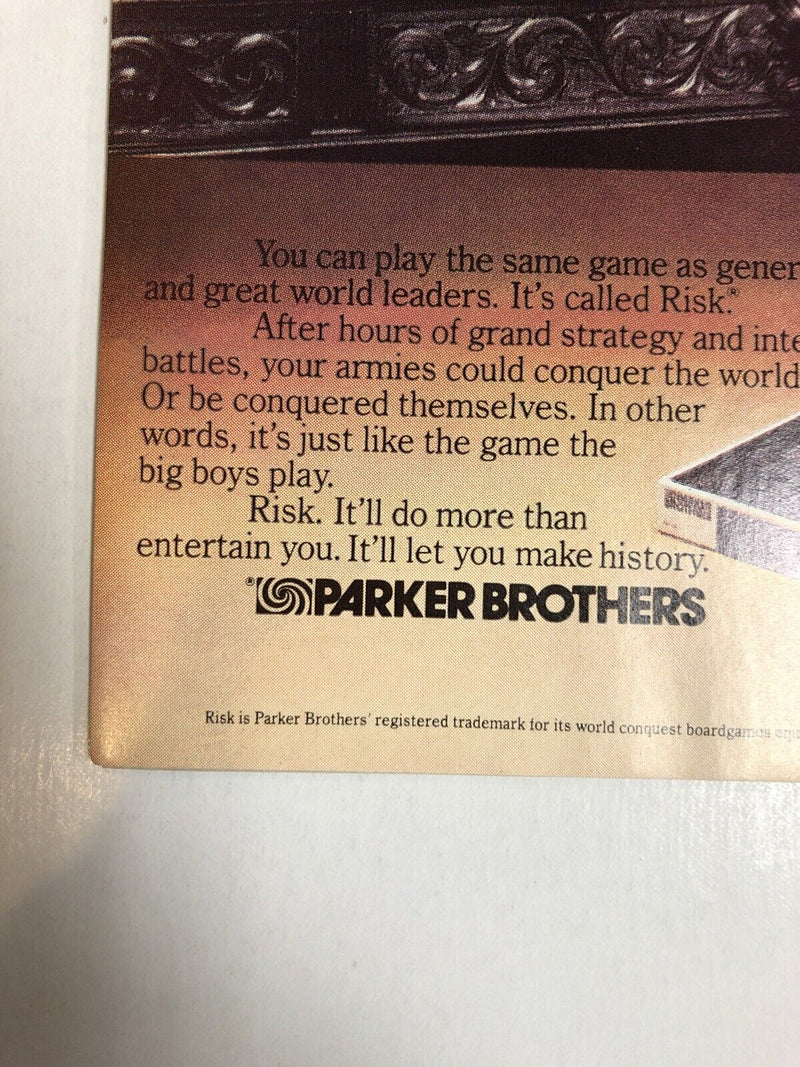 You can play the same game as gener
and great world leaders. It's called Risk.®
After hours of grand strategy and inte
battles, your armies could conquer the world
Or be conquered themselves. In other
words, it's just like the game the
big boys play.
Risk. It'll do more than
entertain you. It'll let you make history.
® PARKER BROTHERS
Risk is Parker Brothers' registered trademark for its world conquest boardgames